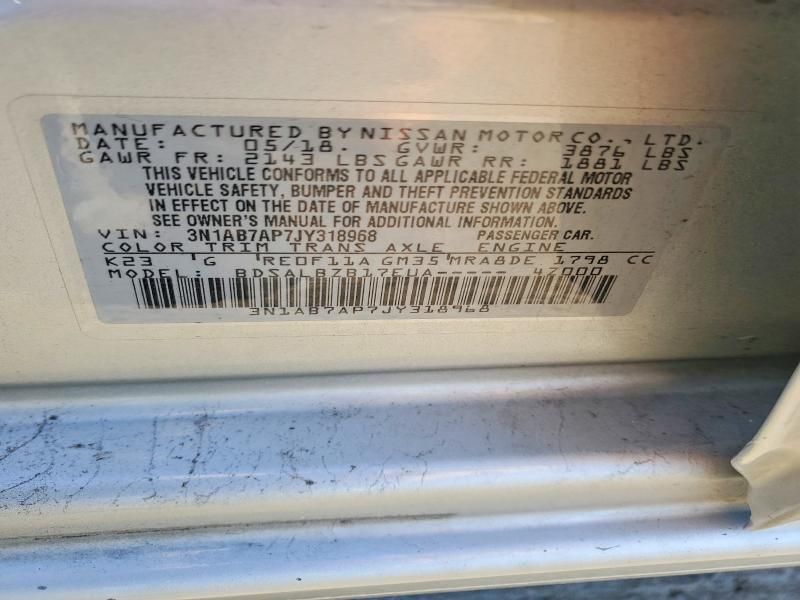 MANUFACTURED BY NISSAN MOTOR CO., LTD.
DATE: 05/18. GVWR: 3876 LBS
GAWR FR: 2143 LBS GAWR RR: 1881 LBS
THIS VEHICLE CONFORMS TO ALL APPLICABLE FEDERAL MOTOR
VEHICLE SAFETY, BUMPER AND THEFT PREVENTION STANDARDS
IN EFFECT ON THE DATE OF MANUFACTURE SHOWN ABOVE.
SEE OWNER'S MANUAL FOR ADDITIONAL INFORMATION.
VIN: 3N1AB7AP7JY318968 PASSENGER CAR.
COLOR TRIM TRANS AXLE ENGINE
K23 'G RE0F11A GM35 MRA8DE 1798 CC
MODEL: BDSALBZB17EUA----- 47000
3N1AB7AP7JY318968